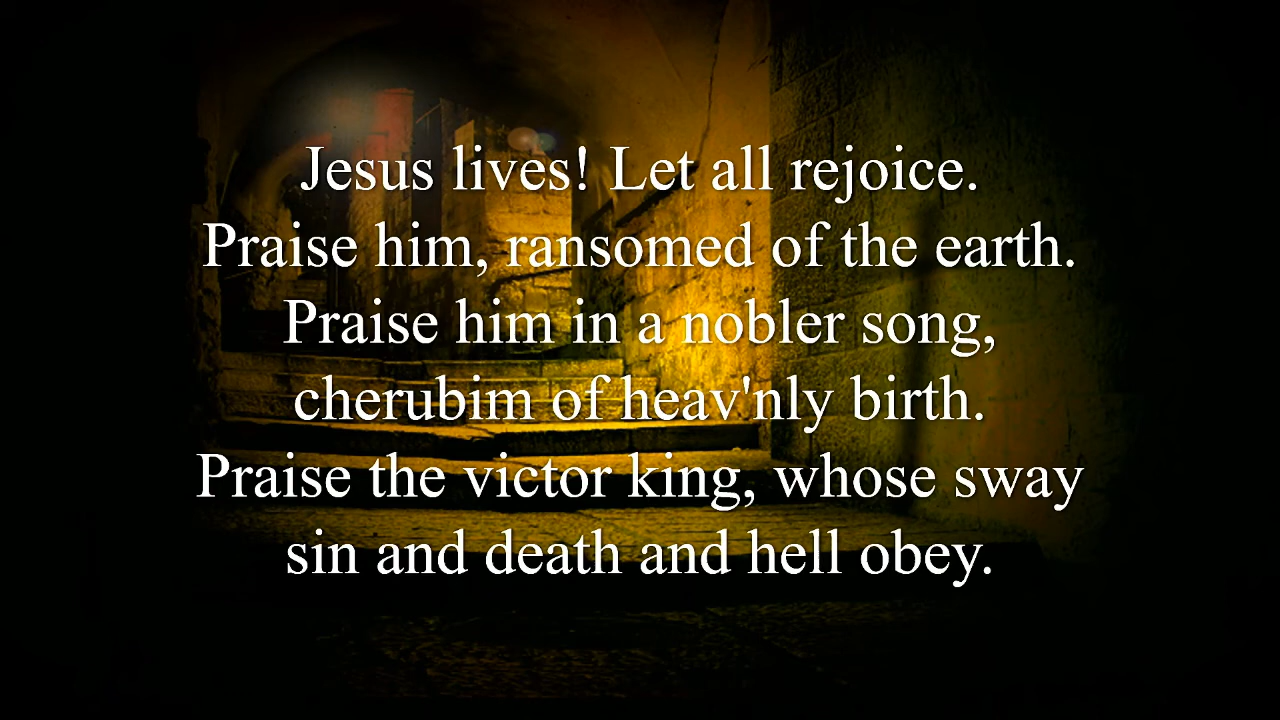 Jesus lives! Let all rejoice.
Praise him, ransomed of the earth.
Praise him in a nobler song,
cherubim of heav'nly birth.
Praise the victor king, whose sway
sin and death and hell obey.